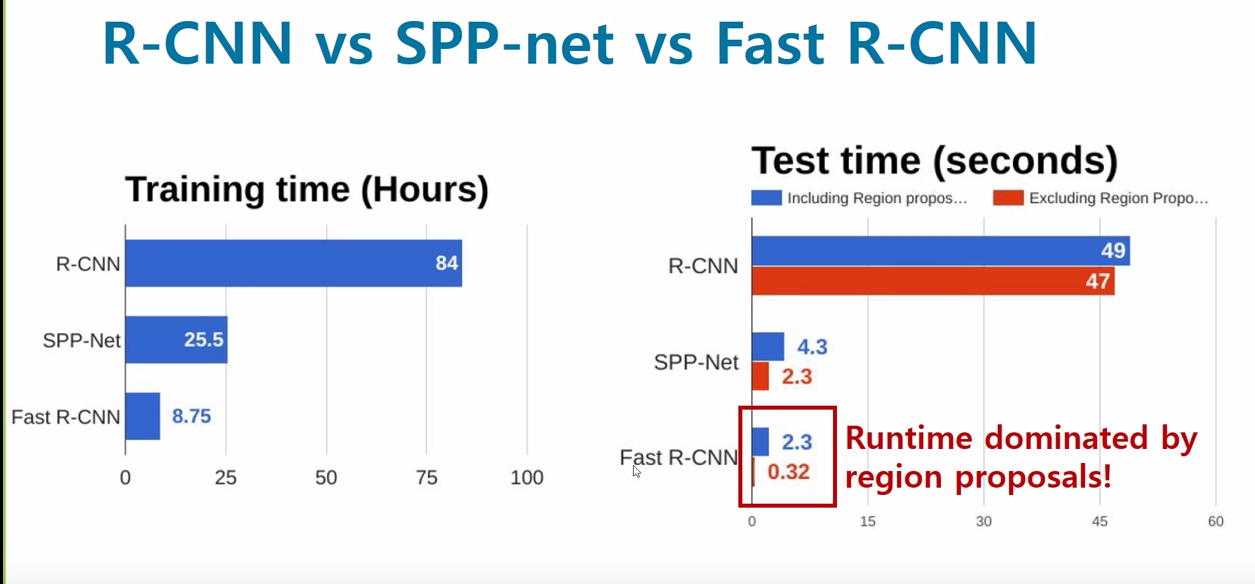 R-CNN vs SPP-net vs Fast R-CNN
Training time (Hours)
R-CNN
84
SPP-Net
25.5
Fast R-CNN
8.75
0 25 50 75 100
Test time (seconds)
Including Region propos... Excluding Region Propo...
R-CNN
49
47
SPP-Net
4.3
2.3
Fast R-CNN
2.3
0.32
Runtime dominated by
region proposals!
0 15 30 45 60